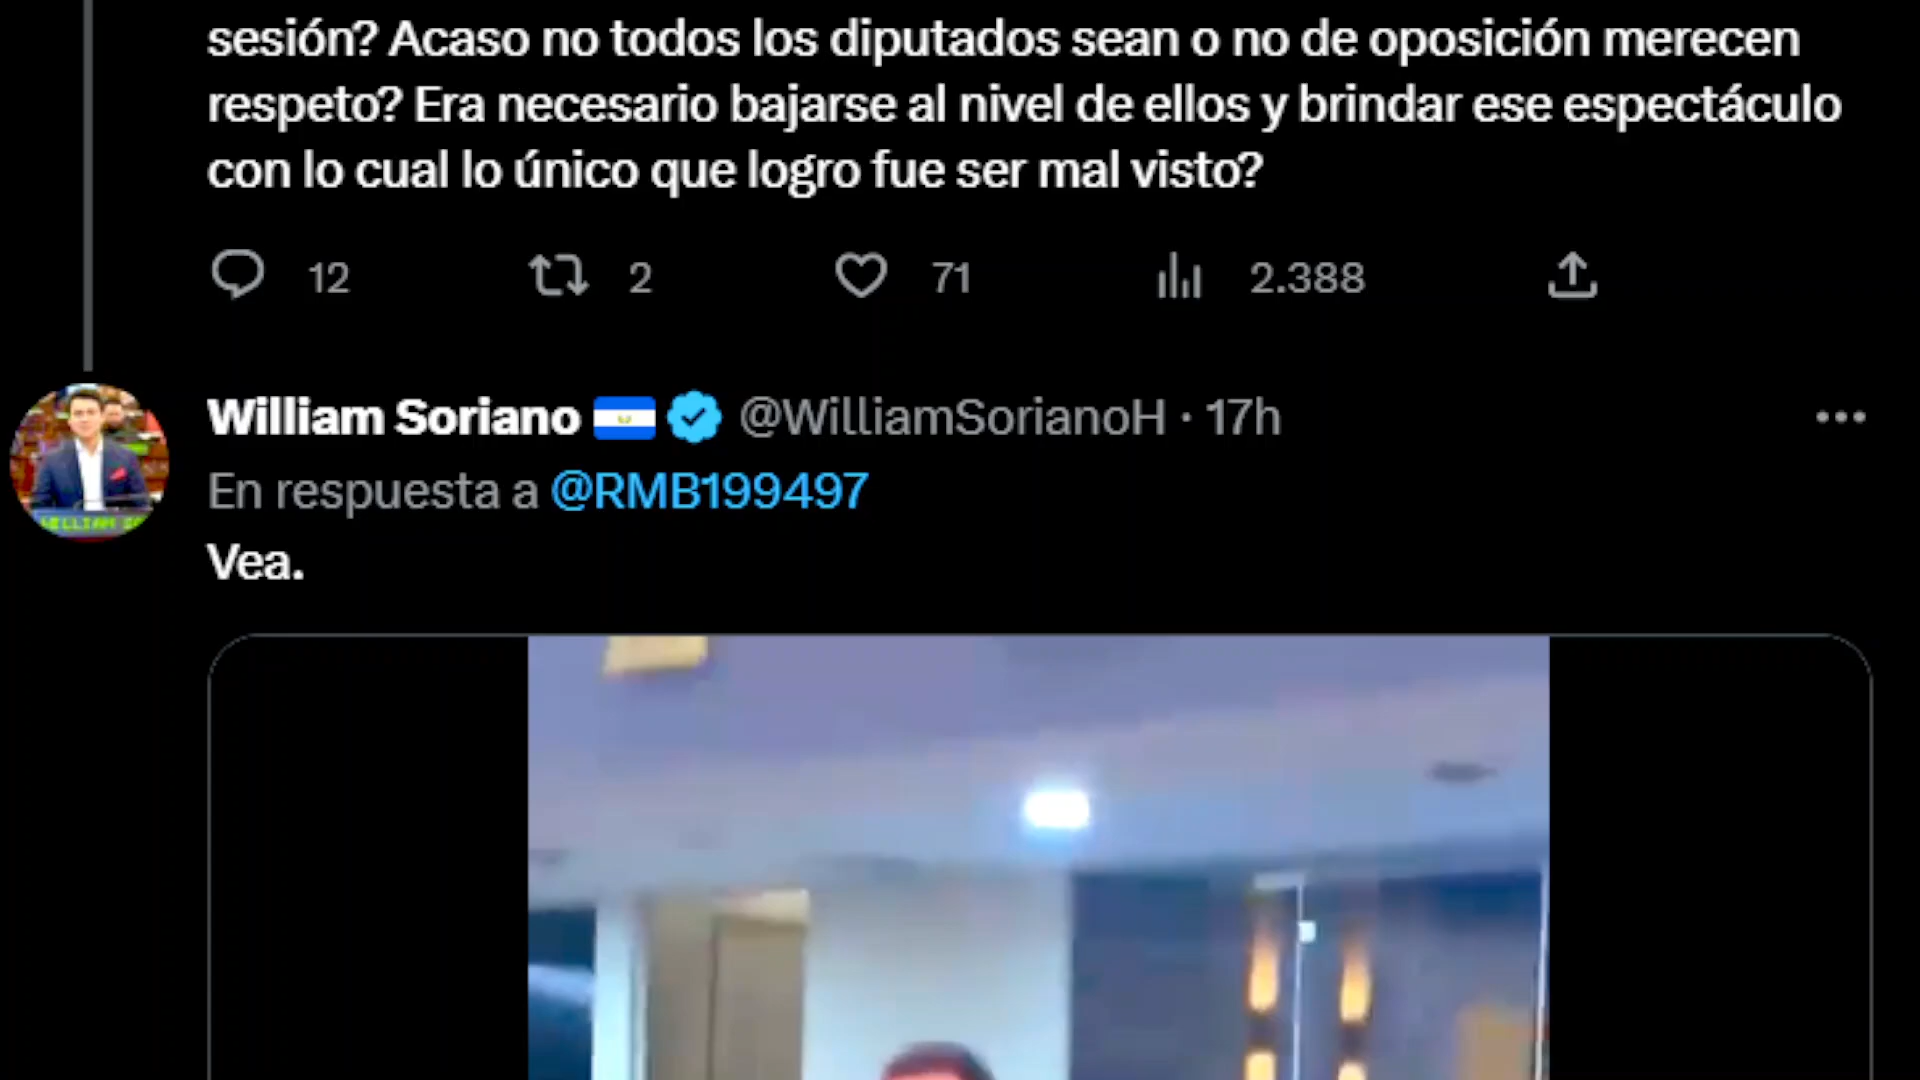 sesión? Acaso no todos los diputados sean o no de oposición merecen
respeto? Era necesario bajarse al nivel de ellos y brindar ese espectáculo
con lo cual lo único que logro fue ser mal visto?
12 2 71 2.388
William Soriano @WilliamSorianoH · 17h
En respuesta a @RMB199497
Vea.